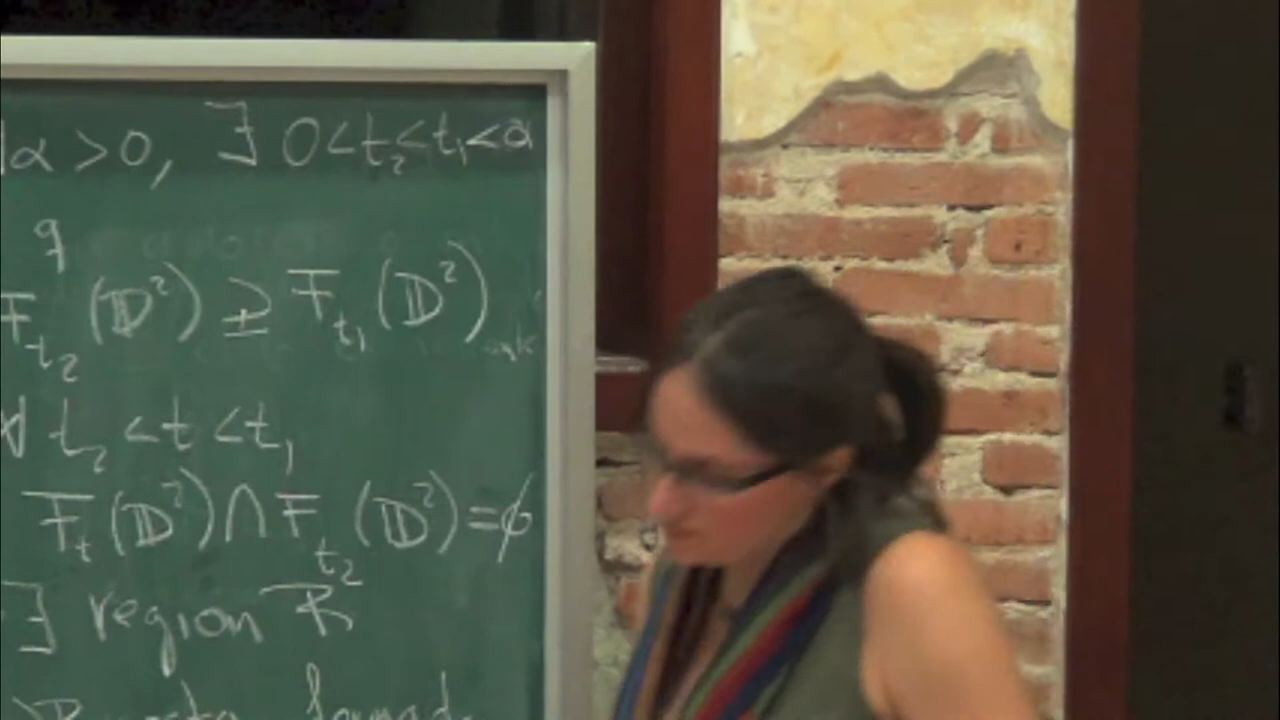 α > 0, ∃ 0 < t₂ < t₁ < α
q
F_{t₂} (𝔻²) ⊋ F_{t₁} (𝔻²)
∀ t₂ < t < t₁
F_t (𝔻²) ∩ F_{t₂} (𝔻²) = ∅
∃ region R